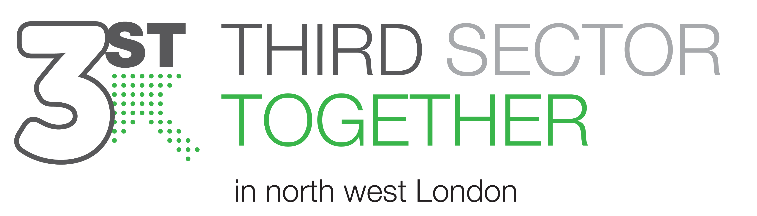 3ST
THIRD SECTOR
TOGETHER
in north west London